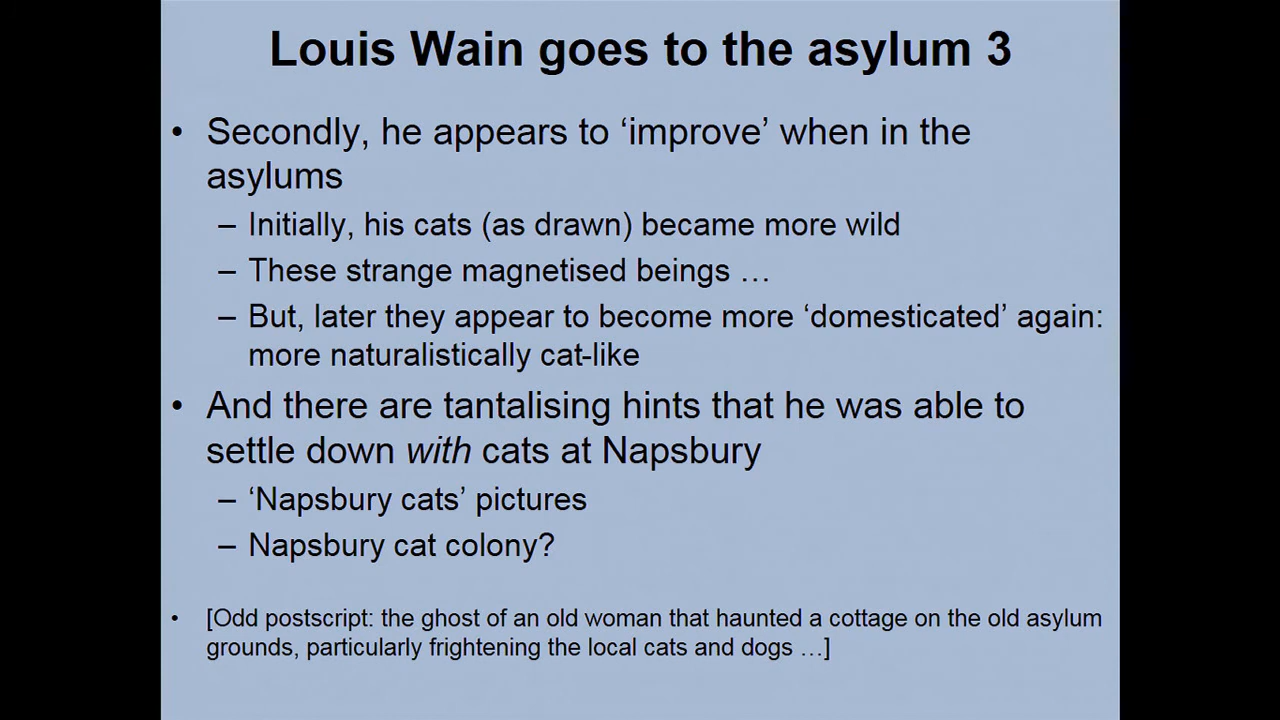 Louis Wain goes to the asylum 3
• Secondly, he appears to ‘improve’ when in the
asylums
– Initially, his cats (as drawn) became more wild
– These strange magnetised beings …
– But, later they appear to become more ‘domesticated’ again:
more naturalistically cat-like
• And there are tantalising hints that he was able to
settle down with cats at Napsbury
– ‘Napsbury cats’ pictures
– Napsbury cat colony?
• [Odd postscript: the ghost of an old woman that haunted a cottage on the old asylum
grounds, particularly frightening the local cats and dogs …]